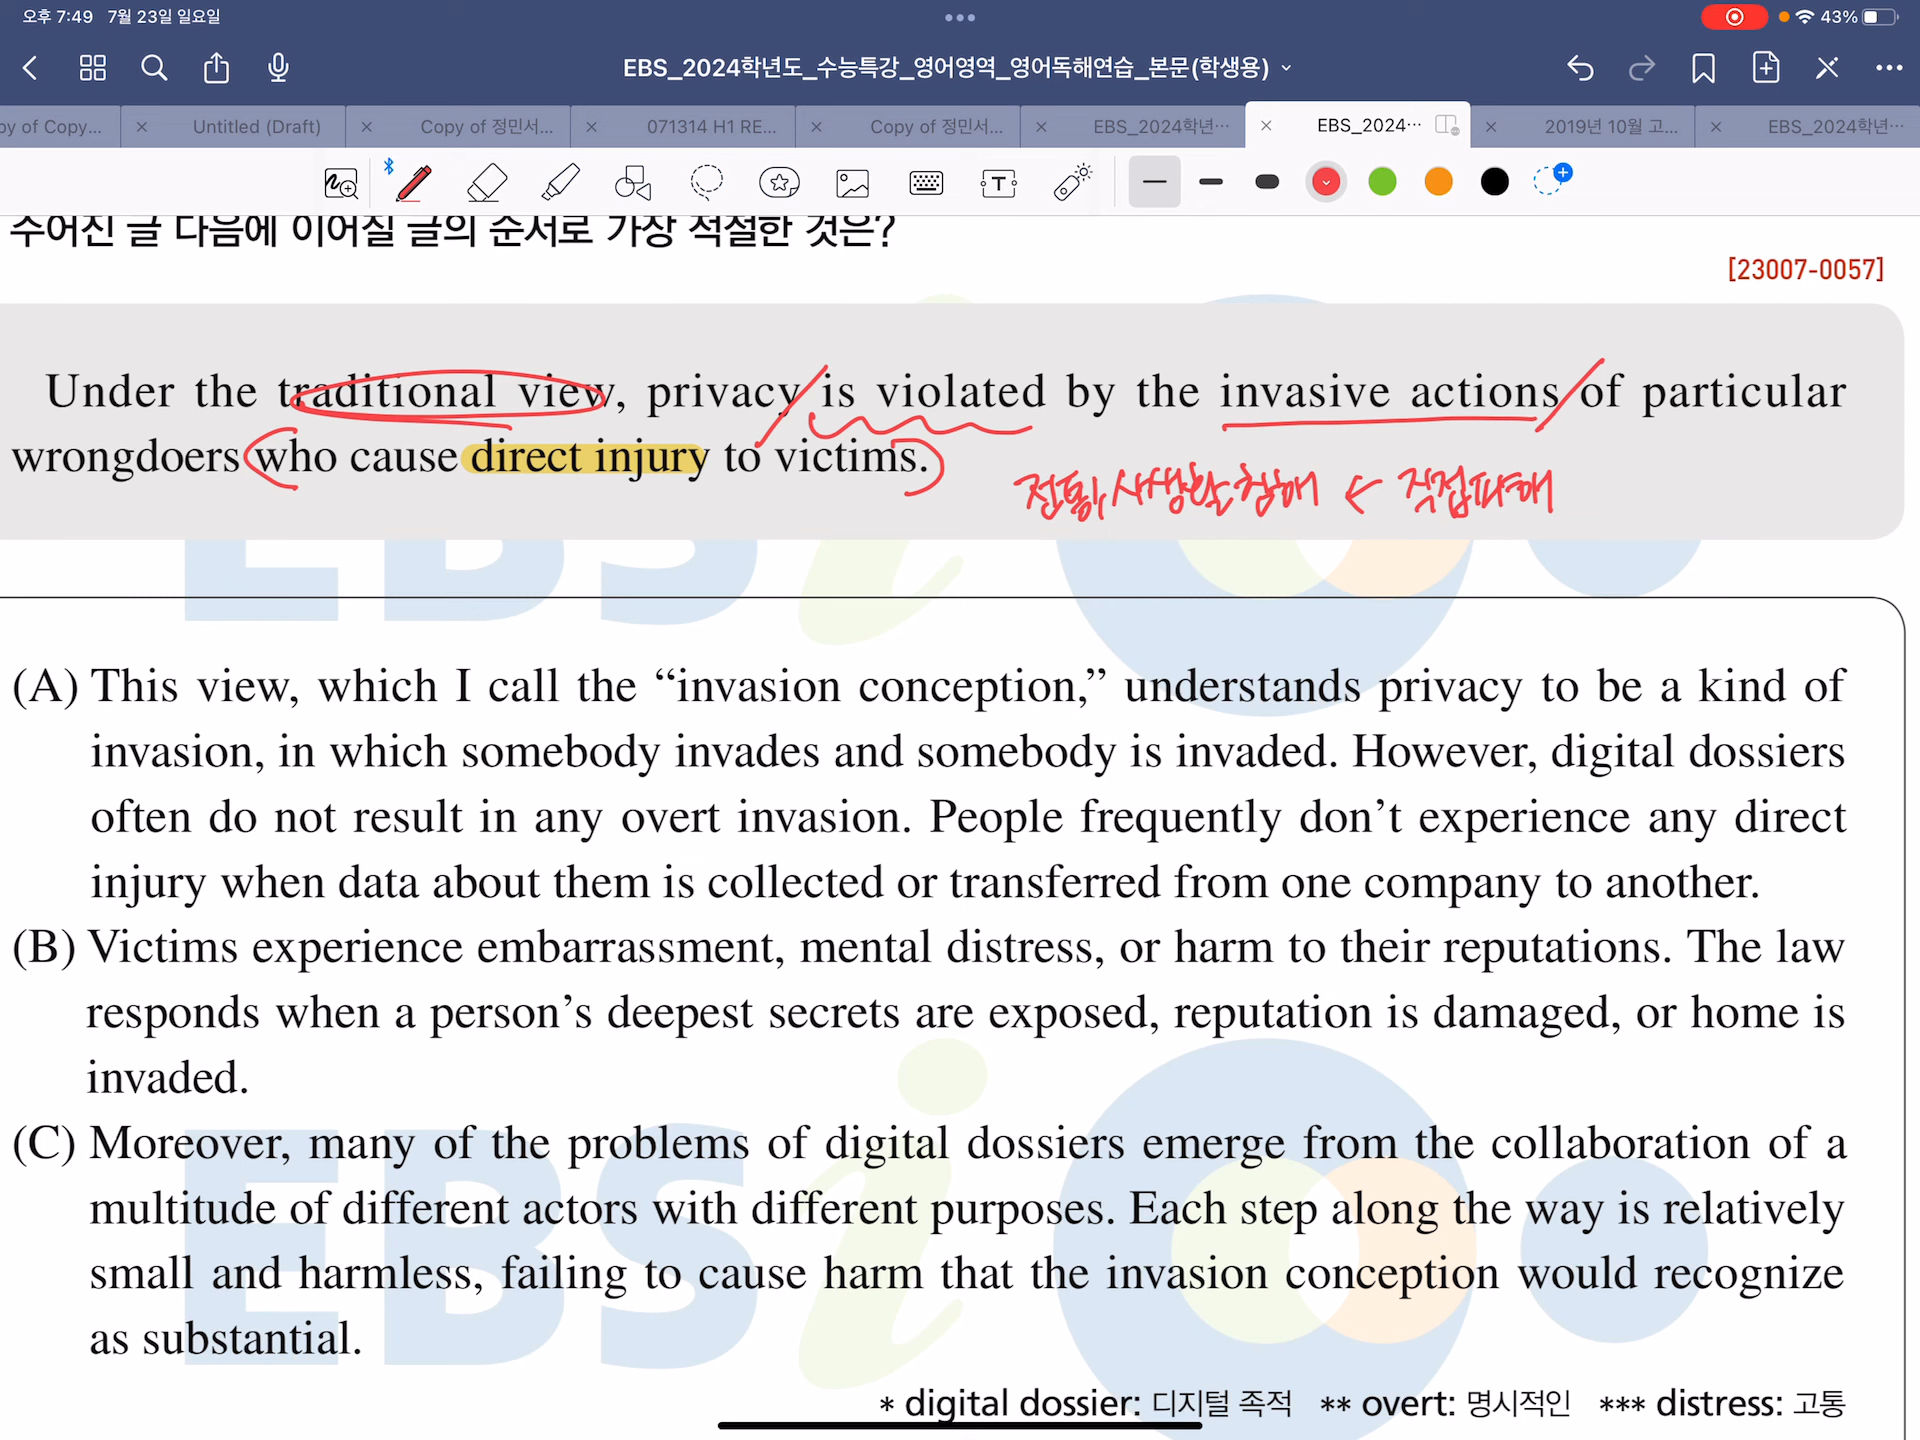 오후 7:49 7월 23일 일요일
43%
EBS_2024학년도_수능특강_영어영역_영어독해연습_본문(학생용)
py of Copy...
Untitled (Draft)
Copy of 정민서...
071314 H1 RE...
Copy of 정민서...
EBS_2024학년...
EBS_2024...
2019년 10월 고...
EBS_2024학년...
주어진 글 다음에 이어질 글의 순서로 가장 적절한 것은?
[23007-0057]
Under the traditional view, privacy is violated by the invasive actions of particular
wrongdoers who cause direct injury to victims.
전통, 사생활 침해 ← 직접피해
(A) This view, which I call the “invasion conception,” understands privacy to be a kind of
invasion, in which somebody invades and somebody is invaded. However, digital dossiers
often do not result in any overt invasion. People frequently don’t experience any direct
injury when data about them is collected or transferred from one company to another.
(B) Victims experience embarrassment, mental distress, or harm to their reputations. The law
responds when a person’s deepest secrets are exposed, reputation is damaged, or home is
invaded.
(C) Moreover, many of the problems of digital dossiers emerge from the collaboration of a
multitude of different actors with different purposes. Each step along the way is relatively
small and harmless, failing to cause harm that the invasion conception would recognize
as substantial.
* digital dossier: 디지털 족적 ** overt: 명시적인 *** distress: 고통
EBSi
EBSi